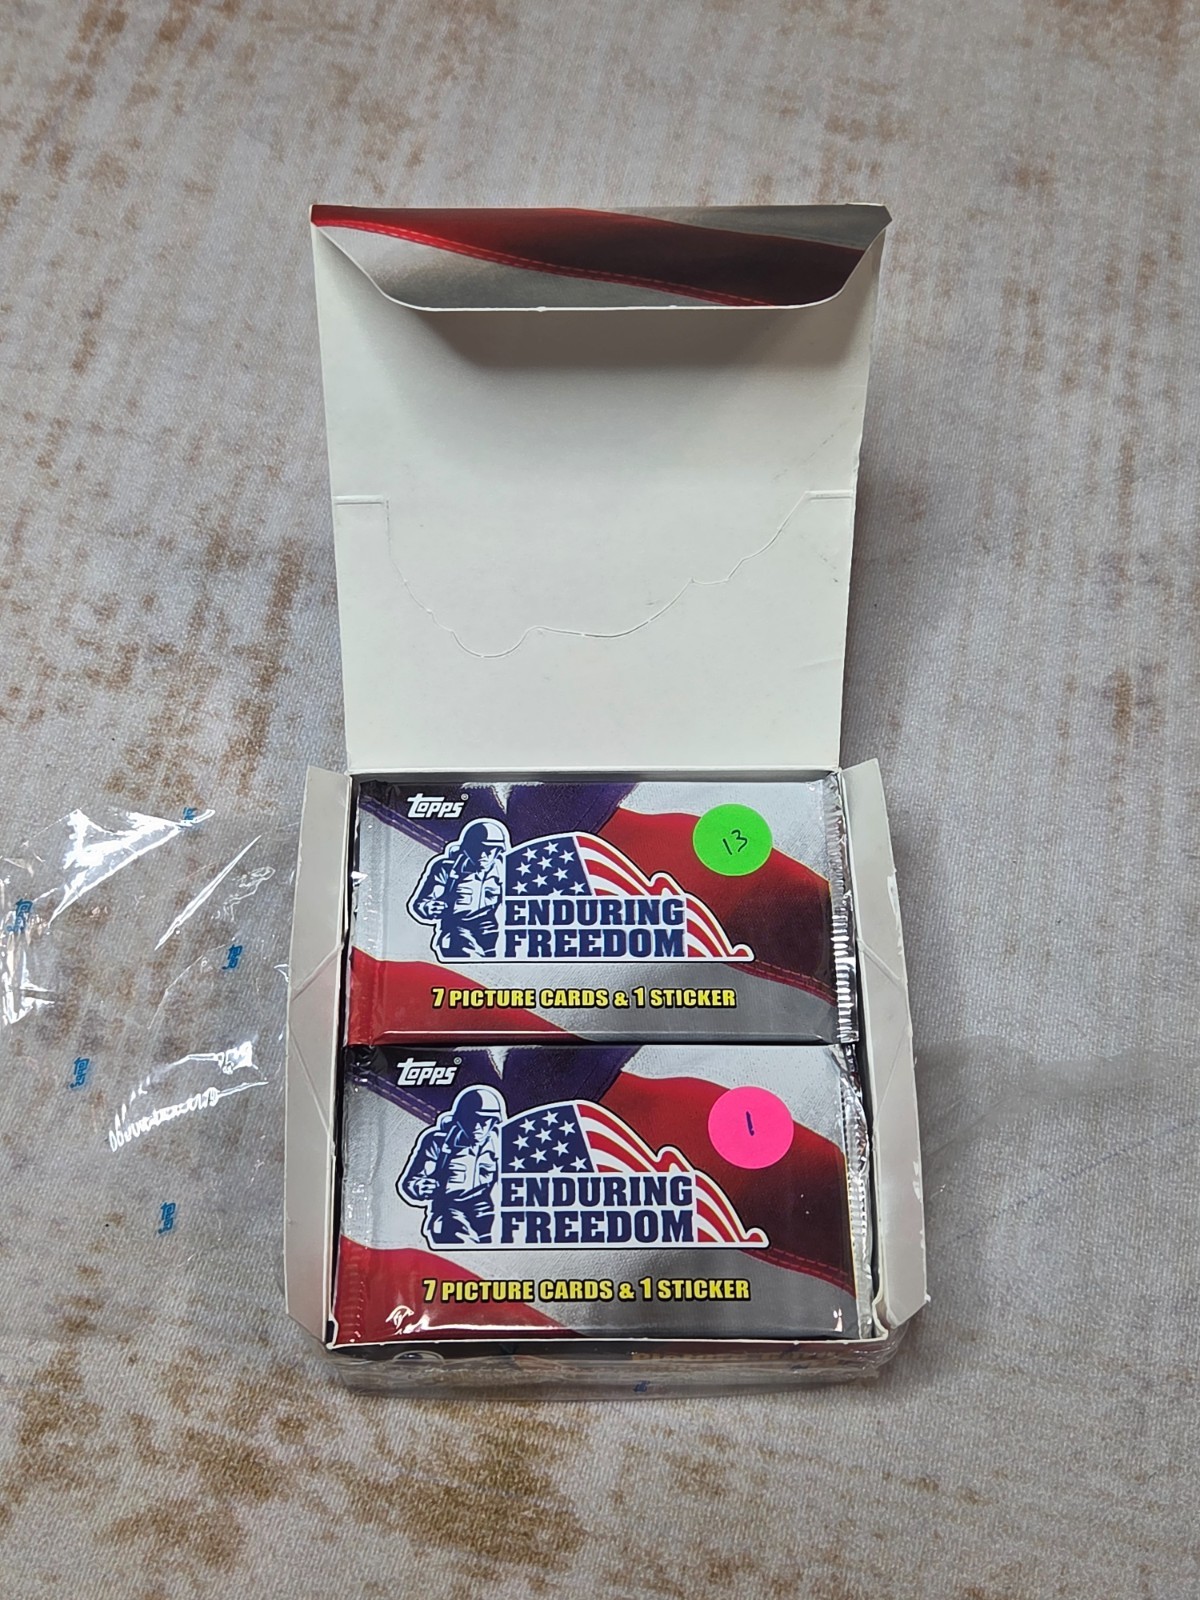 Topps®
13
ENDURING
FREEDOM
7 PICTURE CARDS & 1 STICKER
Topps®
1
ENDURING
FREEDOM
7 PICTURE CARDS & 1 STICKER